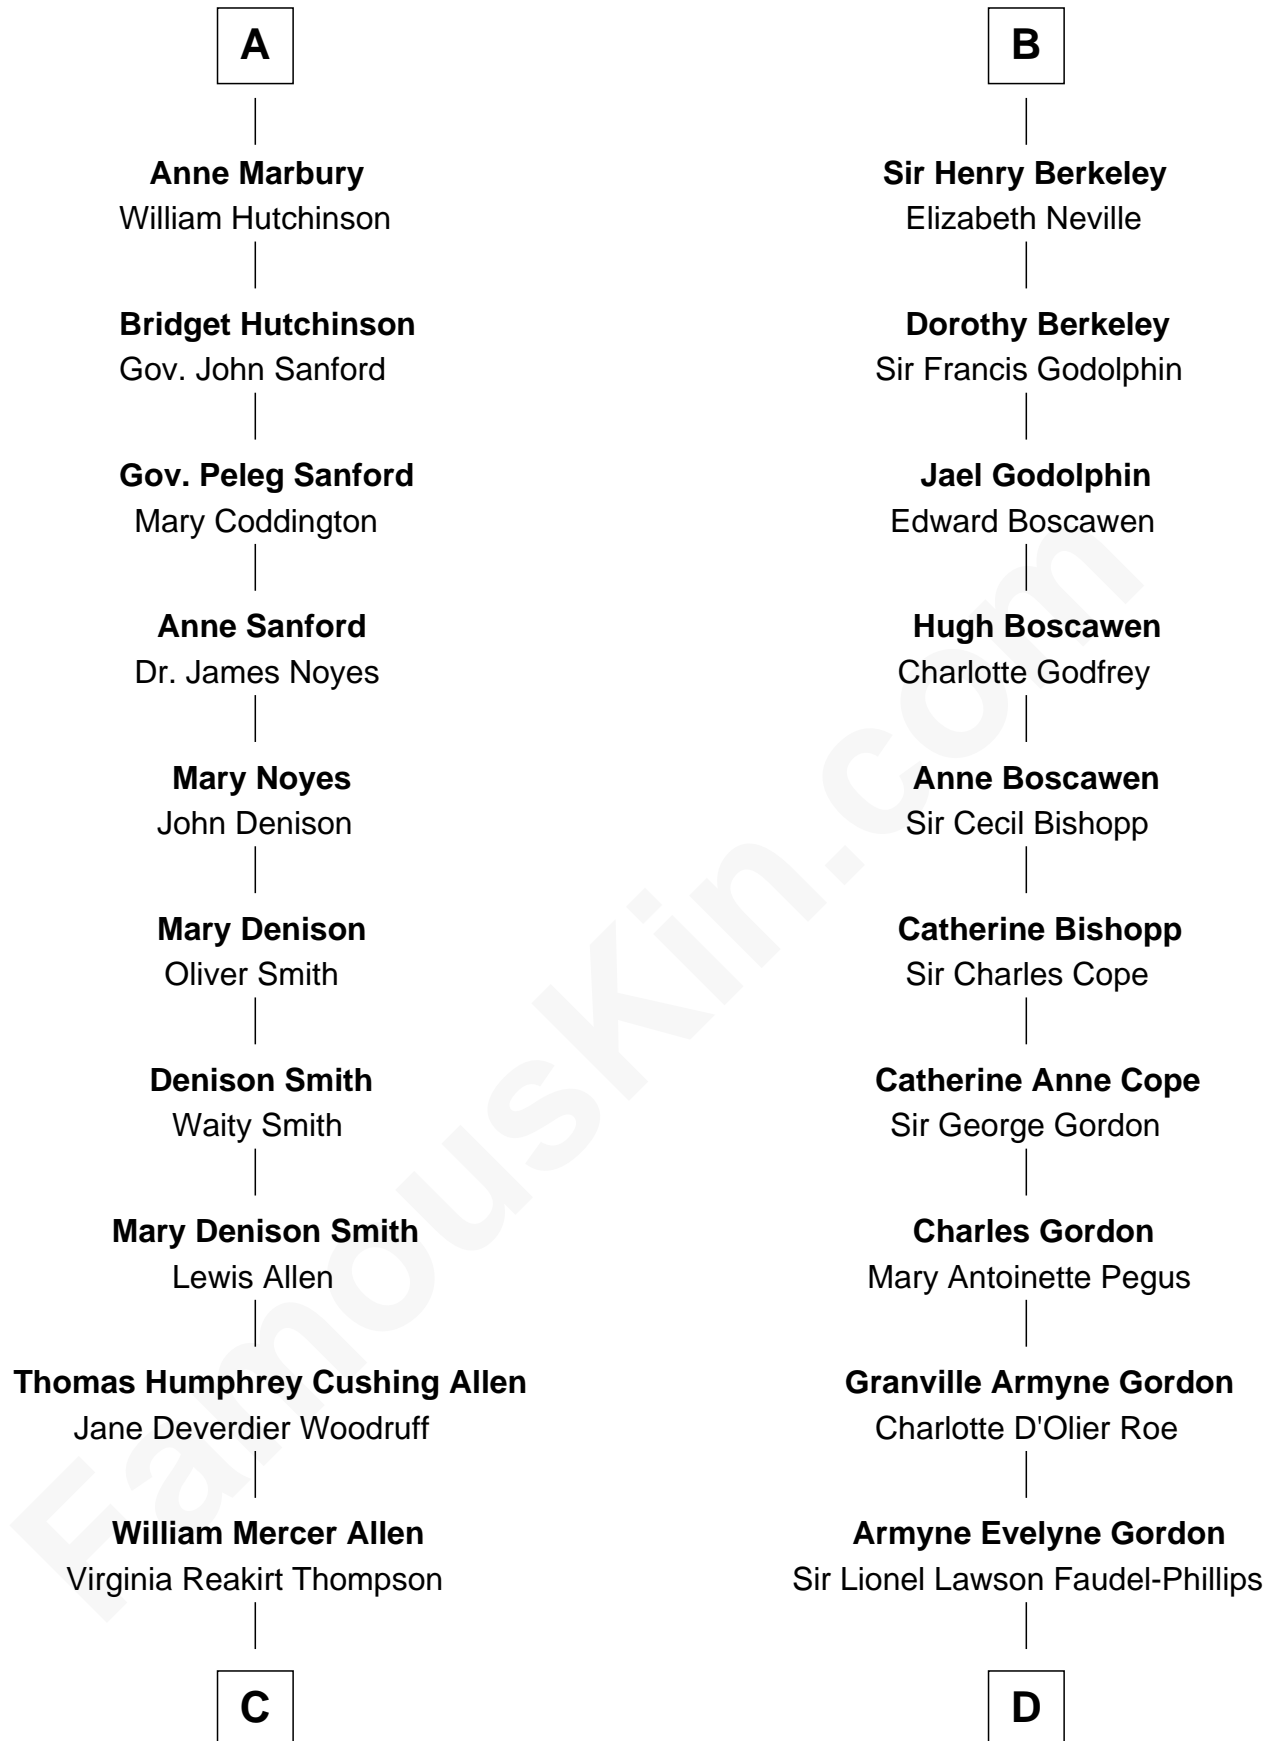 A
Anne Marbury
William Hutchinson
Bridget Hutchinson
Gov. John Sanford
Gov. Peleg Sanford
Mary Coddington
Anne Sanford
Dr. James Noyes
Mary Noyes
John Denison
Mary Denison
Oliver Smith
Denison Smith
Waity Smith
Mary Denison Smith
Lewis Allen
Thomas Humphrey Cushing Allen
Jane Deverdier Woodruff
William Mercer Allen
Virginia Reakirt Thompson
C
B
Sir Henry Berkeley
Elizabeth Neville
Dorothy Berkeley
Sir Francis Godolphin
Jael Godolphin
Edward Boscawen
Hugh Boscawen
Charlotte Godfrey
Anne Boscawen
Sir Cecil Bishopp
Catherine Bishopp
Sir Charles Cope
Catherine Anne Cope
Sir George Gordon
Charles Gordon
Mary Antoinette Pegus
Granville Armyne Gordon
Charlotte D'Olier Roe
Armyne Evelyne Gordon
Sir Lionel Lawson Faudel-Phillips
D
FamousKin.com